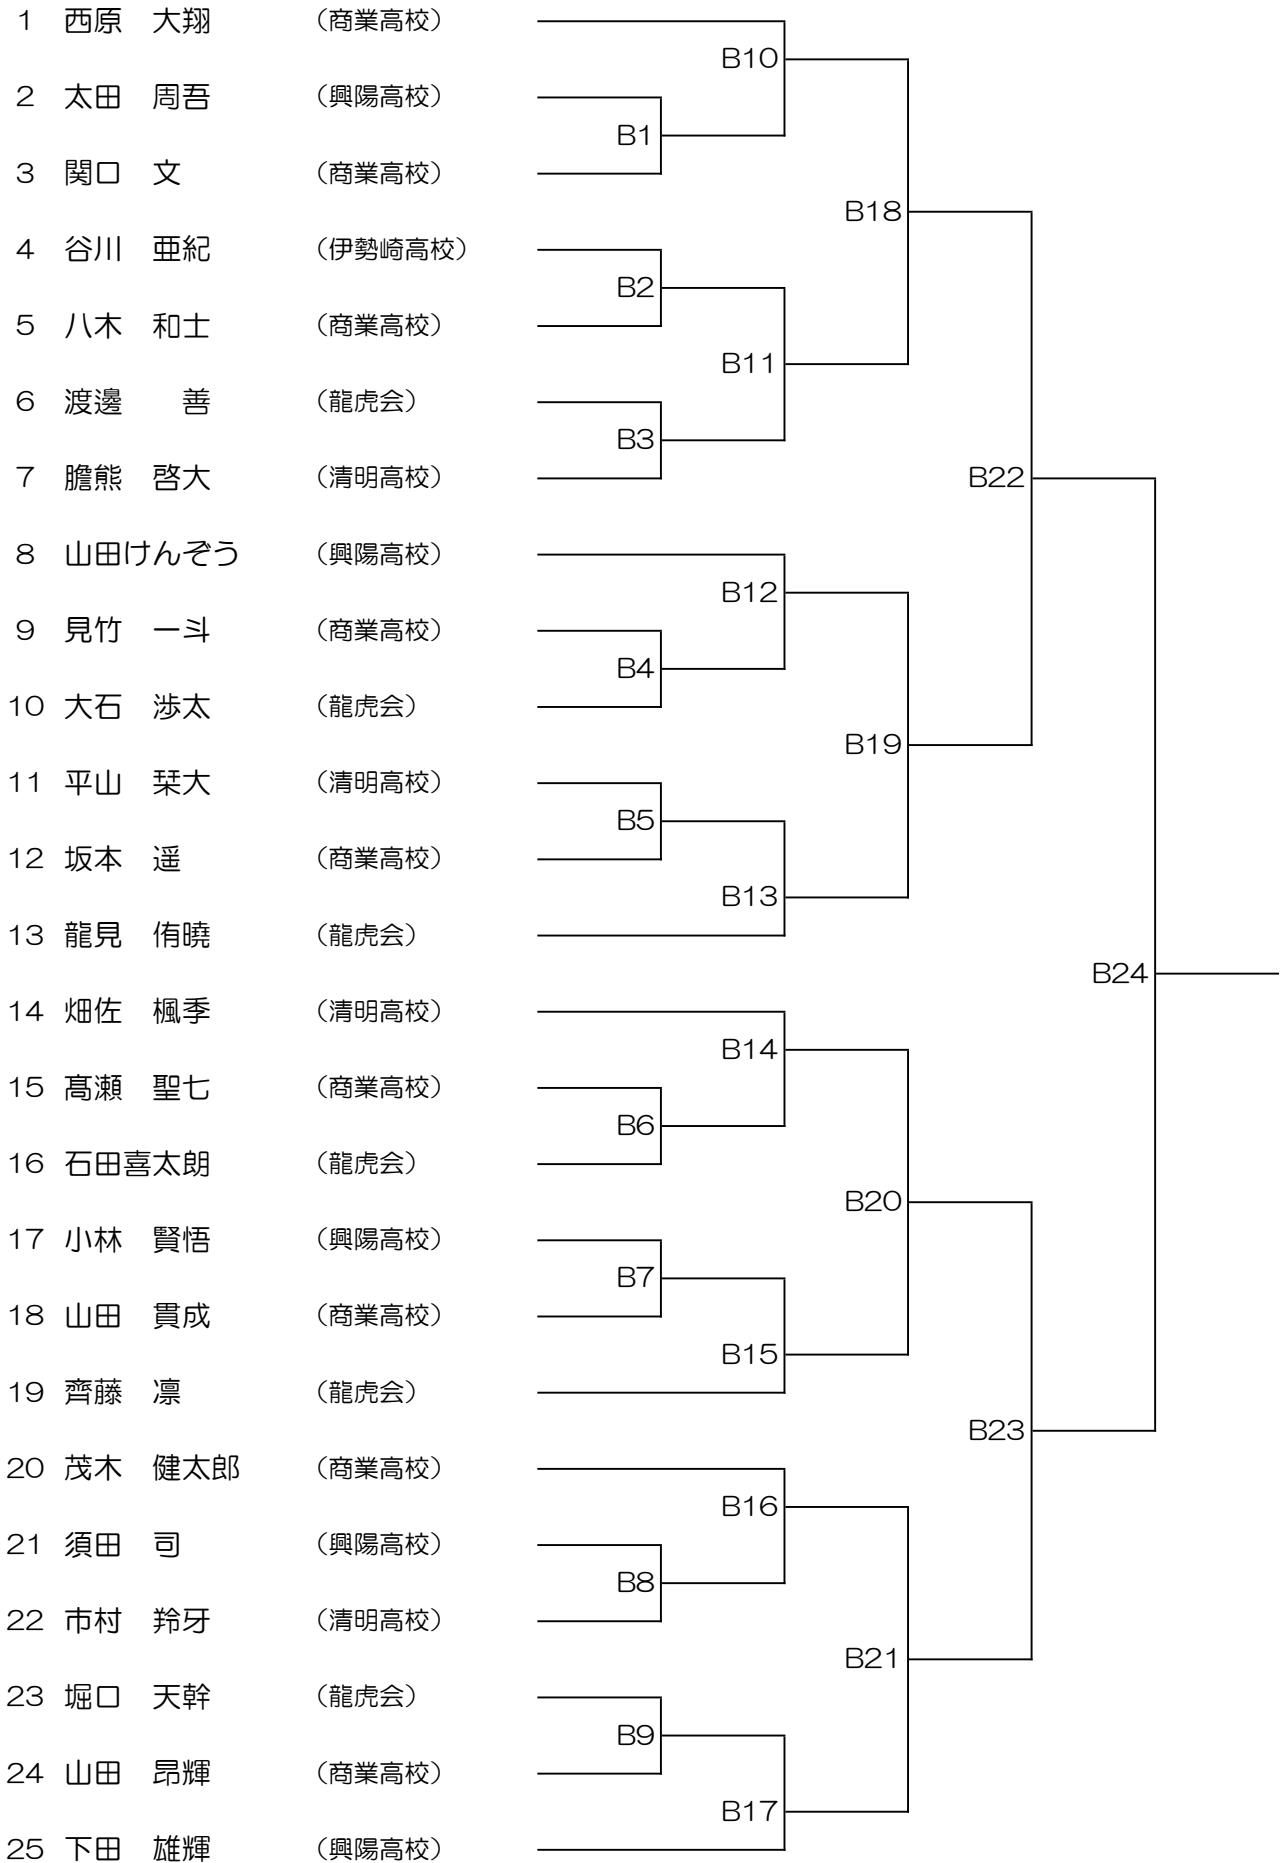 1 西原　大翔 （商業高校）
B10
2 太田　周吾 （興陽高校）
B1
3 関口　文 （商業高校）
B18
4 谷川　亜紀 （伊勢崎高校）
B2
5 八木　和士 （商業高校）
B11
6 渡邊　　善 （龍虎会）
B3
7 膽熊　啓大 （清明高校）
B22
8 山田けんぞう （興陽高校）
B12
9 見竹　一斗 （商業高校）
B4
10 大石　渉太 （龍虎会）
B19
11 平山　栞大 （清明高校）
B5
12 坂本　遥 （商業高校）
B13
13 龍見　侑曉 （龍虎会）
B24
14 畑佐　楓季 （清明高校）
B14
15 髙瀬　聖七 （商業高校）
B6
16 石田喜太朗 （龍虎会）
B20
17 小林　賢悟 （興陽高校）
B7
18 山田　貫成 （商業高校）
B15
19 齊藤　凛 （龍虎会）
B23
20 茂木　健太郎 （商業高校）
B16
21 須田　司 （興陽高校）
B8
22 市村　羚牙 （清明高校）
B21
23 堀口　天幹 （龍虎会）
B9
24 山田　昂輝 （商業高校）
B17
25 下田　雄輝 （興陽高校）